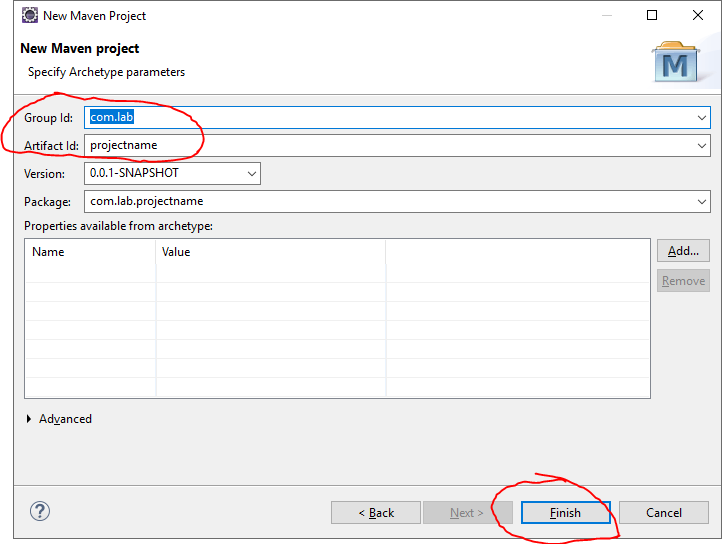 New Maven Project
New Maven project
Specify Archetype parameters
M
Group Id: com.lab
Artifact Id: projectname
Version: 0.0.1-SNAPSHOT
Package: com.lab.projectname
Properties available from archetype:
Name Value
Add...
Remove
Advanced
? < Back Next > Finish Cancel